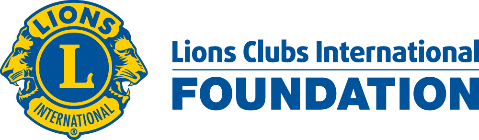 LIONS
L
INTERNATIONAL
®
Lions Clubs International
FOUNDATION